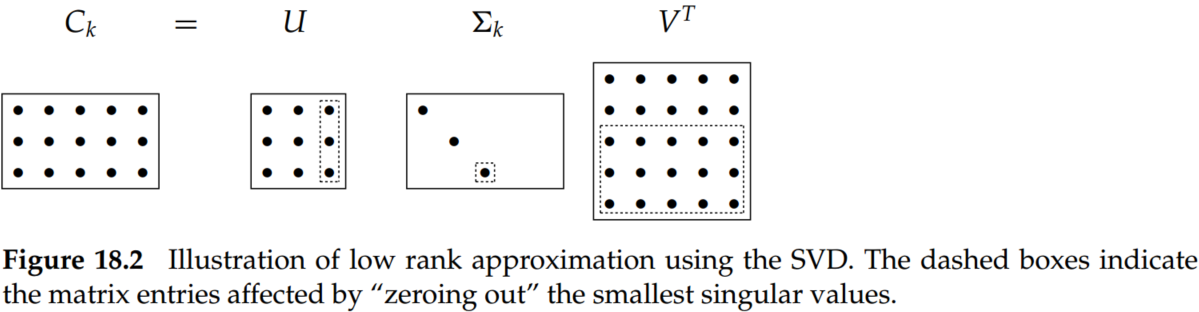 C_k = U Σ_k V^T
Figure 18.2 Illustration of low rank approximation using the SVD. The dashed boxes indicate
the matrix entries affected by “zeroing out” the smallest singular values.